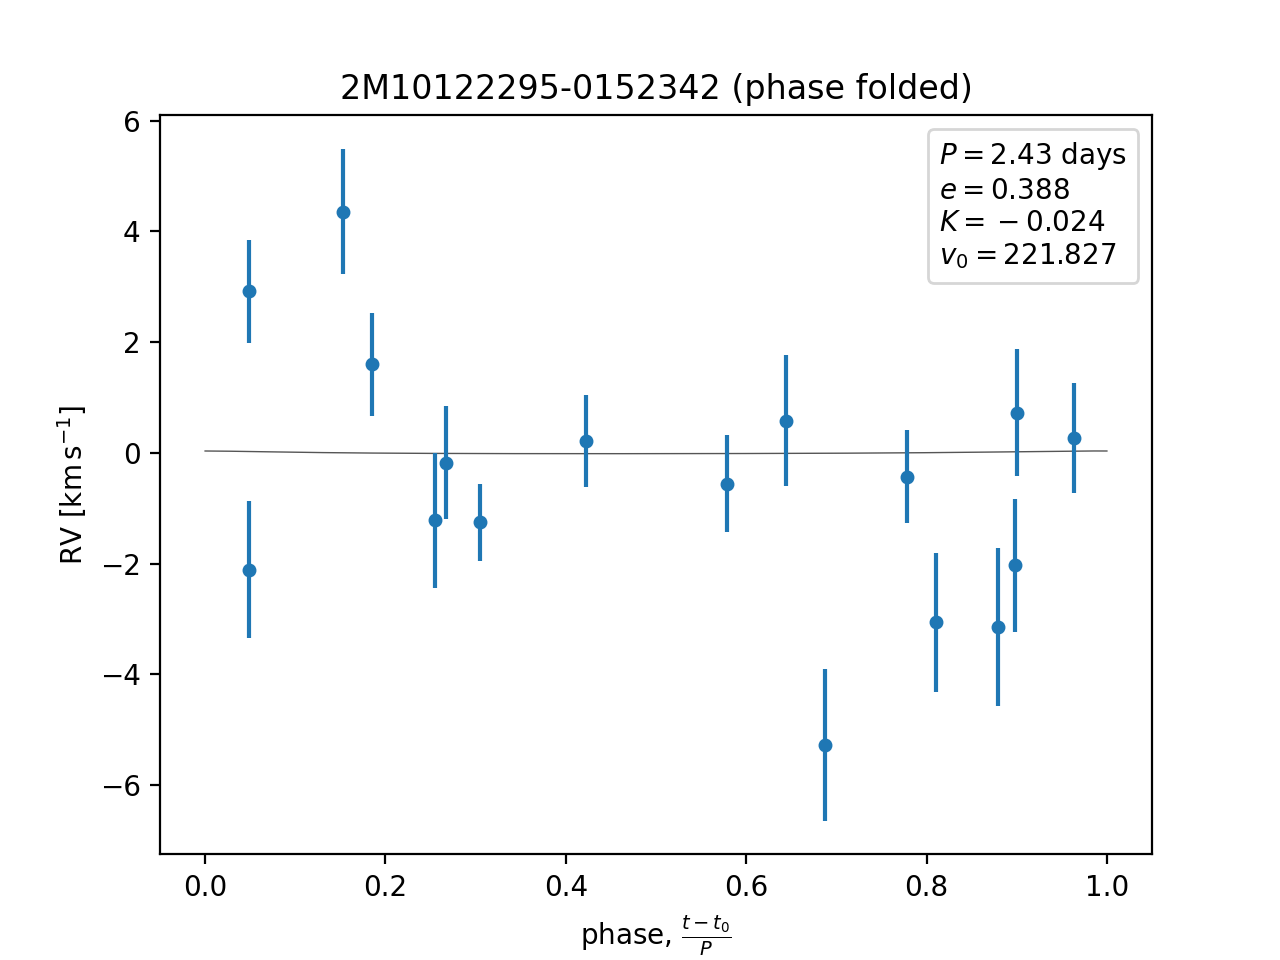 2M10122295-0152342 (phase folded)
P = 2.43 days
e = 0.388
K = −0.024
v₀ = 221.827
RV [km s⁻¹]
6
4
2
0
−2
−4
−6
0.0 0.2 0.4 0.6 0.8 1.0
phase, (t − t₀)/P